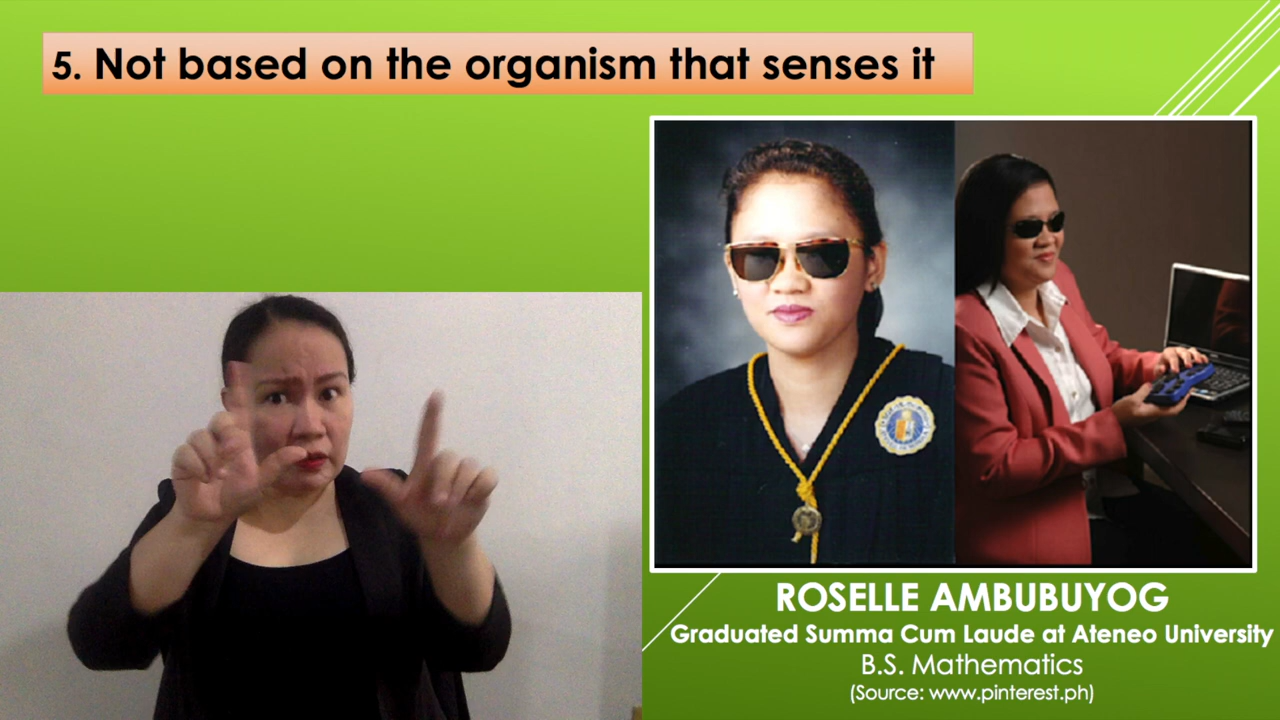 5. Not based on the organism that senses it
ROSELLE AMBUBUYOG
Graduated Summa Cum Laude at Ateneo University
B.S. Mathematics
(Source: www.pinterest.ph)